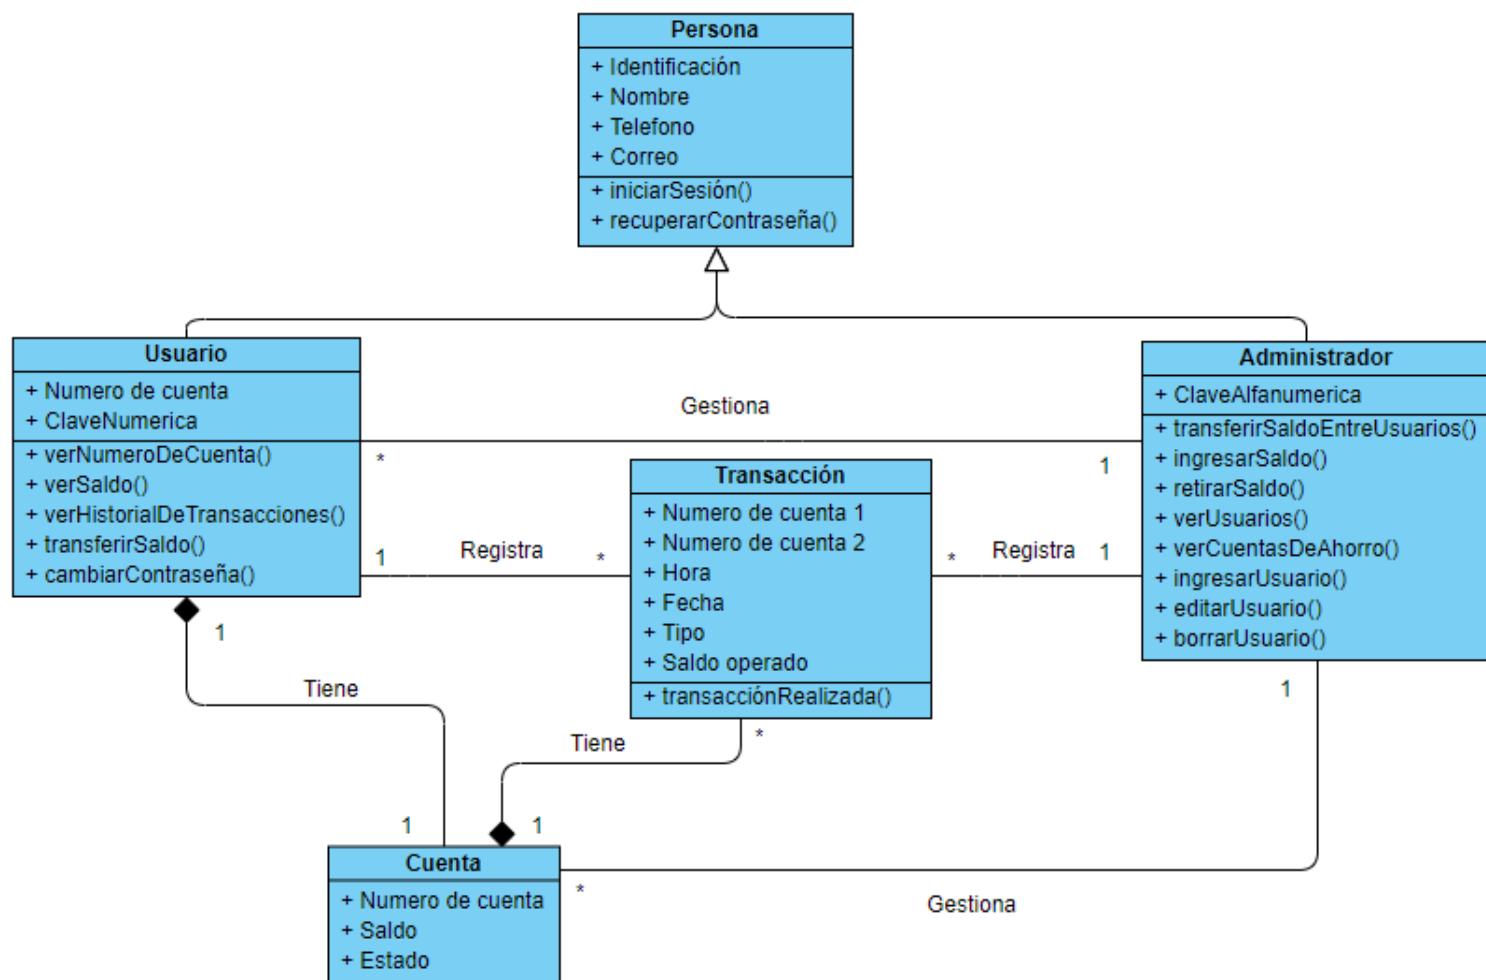 Persona
+ Identificación
+ Nombre
+ Telefono
+ Correo
+ iniciarSesión()
+ recuperarContraseña()
Usuario
+ Numero de cuenta
+ ClaveNumerica
+ verNumeroDeCuenta()
+ verSaldo()
+ verHistorialDeTransacciones()
+ transferirSaldo()
+ cambiarContraseña()
Gestiona
*
1
Administrador
+ ClaveAlfanumerica
+ transferirSaldoEntreUsuarios()
+ ingresarSaldo()
+ retirarSaldo()
+ verUsuarios()
+ verCuentasDeAhorro()
+ ingresarUsuario()
+ editarUsuario()
+ borrarUsuario()
1
Registra
*
Transacción
+ Numero de cuenta 1
+ Numero de cuenta 2
+ Hora
+ Fecha
+ Tipo
+ Saldo operado
+ transacciónRealizada()
*
Registra
1
1
Tiene
1
Tiene
*
1
1
*
Gestiona
Cuenta
+ Numero de cuenta
+ Saldo
+ Estado